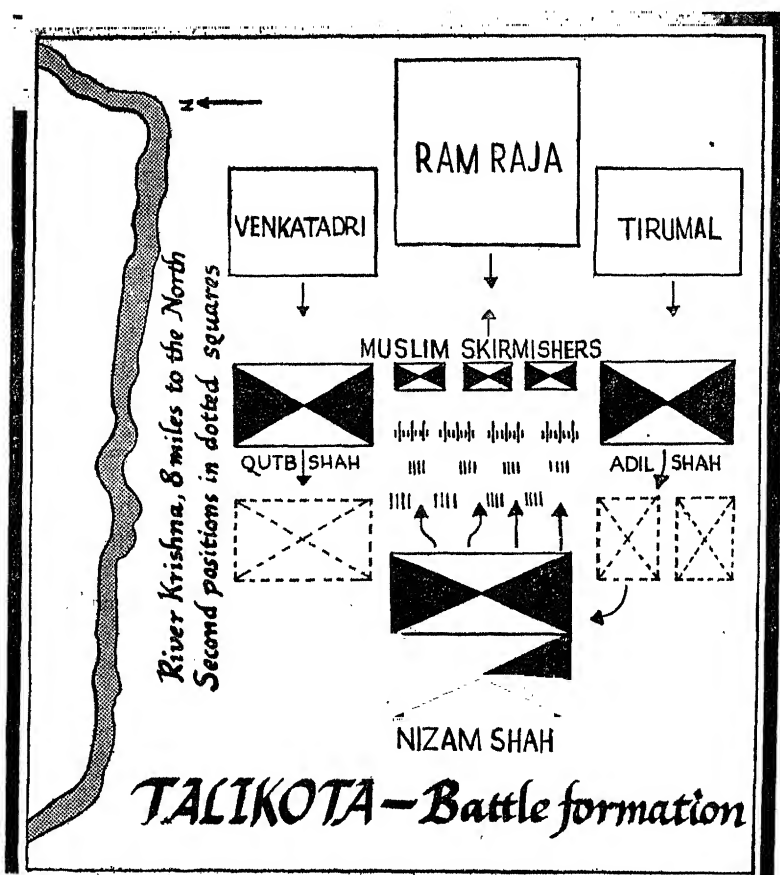 N
RAM RAJA
VENKATADRI
TIRUMAL
River Krishna, 8 miles to the North
Second positions in dotted squares
MUSLIM SKIRMISHERS
QUTB SHAH
ADIL SHAH
NIZAM SHAH
TALIKOTA – Battle formation